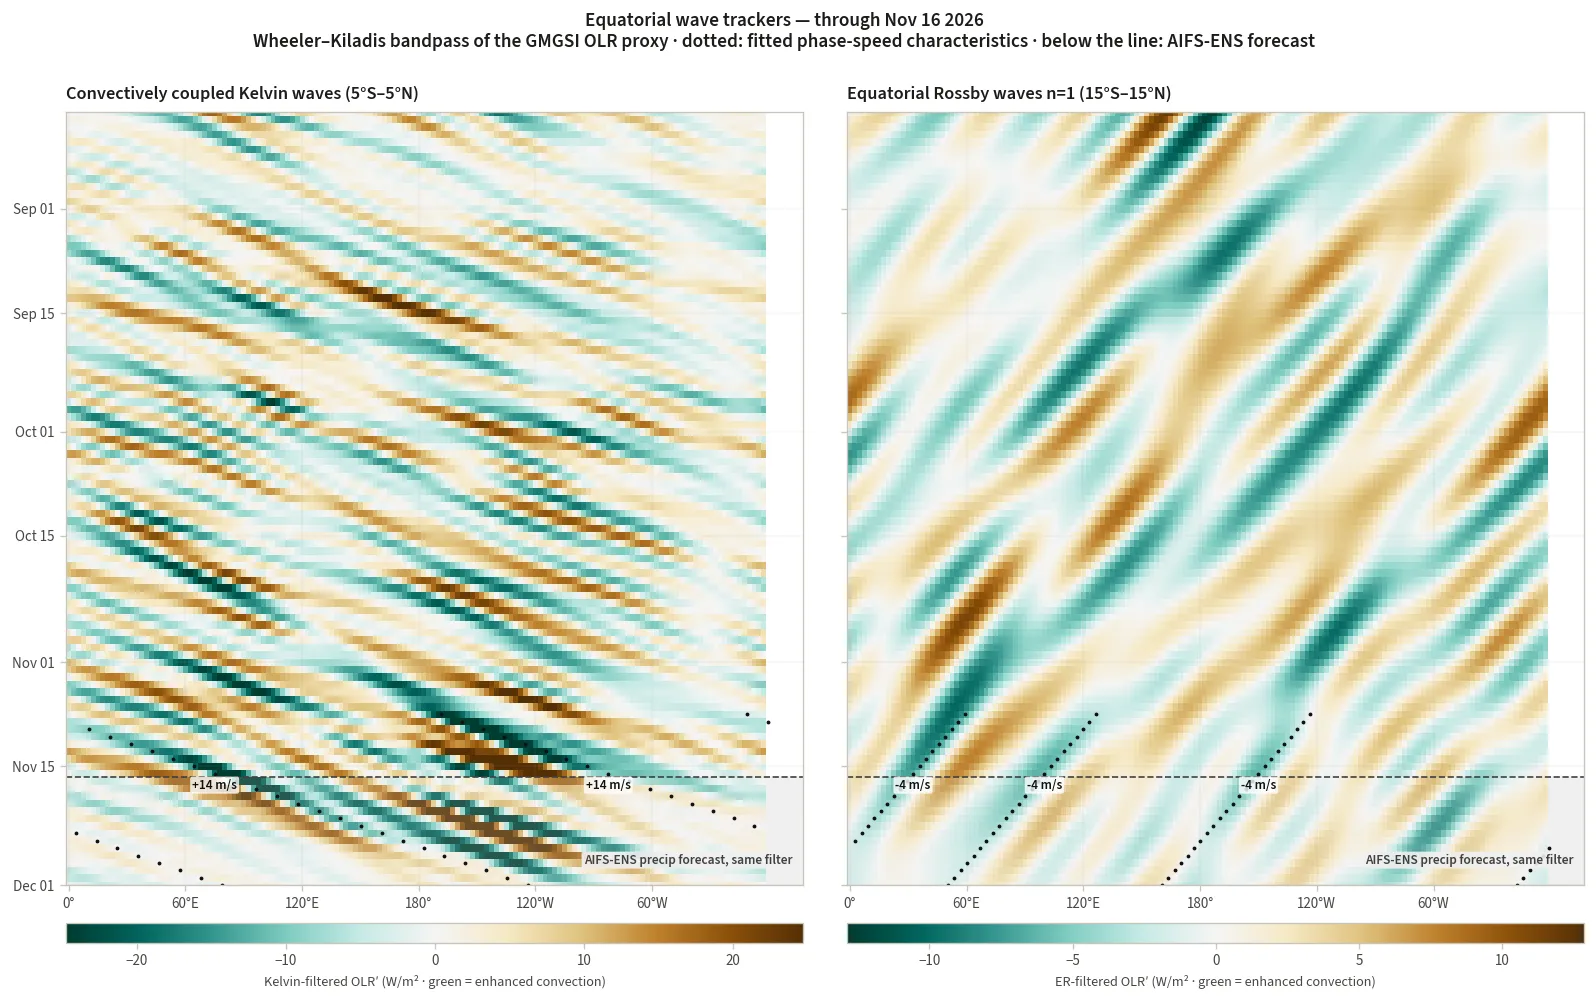 Equatorial wave trackers — through Nov 16 2026
Wheeler–Kiladis bandpass of the GMGSI OLR proxy · dotted: fitted phase-speed characteristics · below the line: AIFS-ENS forecast
Convectively coupled Kelvin waves (5°S–5°N)
Sep 01
Sep 15
Oct 01
Oct 15
Nov 01
Nov 15
Dec 01
+14 m/s
+14 m/s
AIFS-ENS precip forecast, same filter
0°
60°E
120°E
180°
120°W
60°W
−20
−10
0
10
20
Kelvin-filtered OLR′ (W/m² · green = enhanced convection)
Equatorial Rossby waves n=1 (15°S–15°N)
-4 m/s
-4 m/s
-4 m/s
AIFS-ENS precip forecast, same filter
0°
60°E
120°E
180°
120°W
60°W
−10
−5
0
5
10
ER-filtered OLR′ (W/m² · green = enhanced convection)